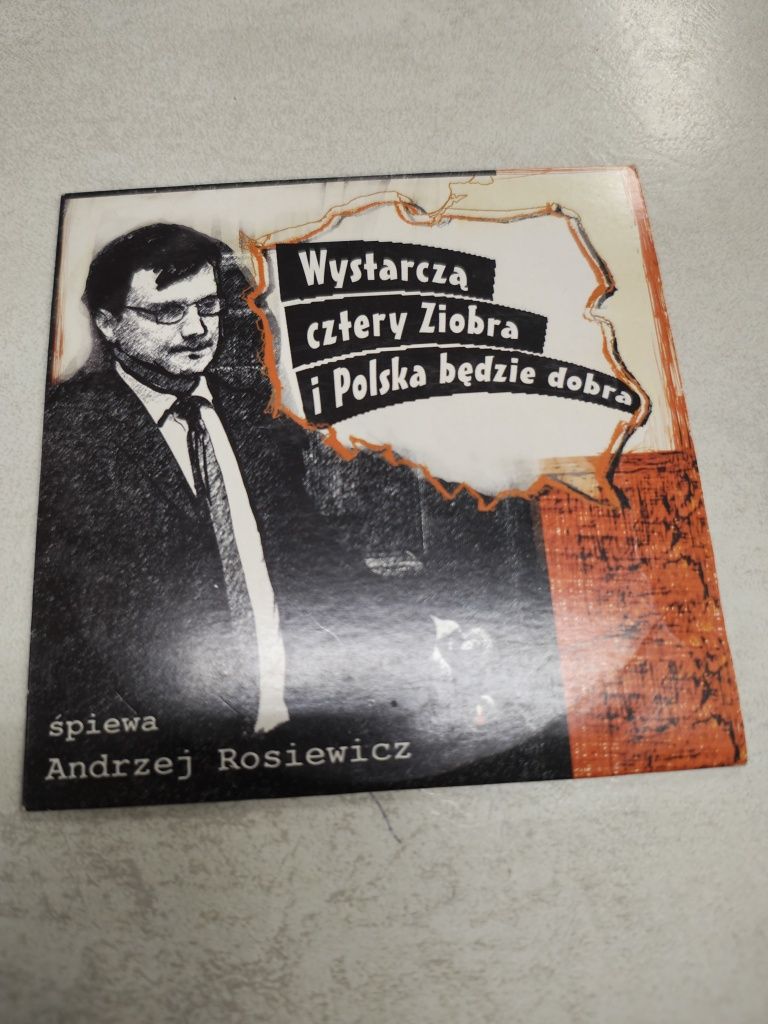 Wystarczą
cztery Ziobra
i Polska będzie dobra
śpiewa
Andrzej Rosiewicz